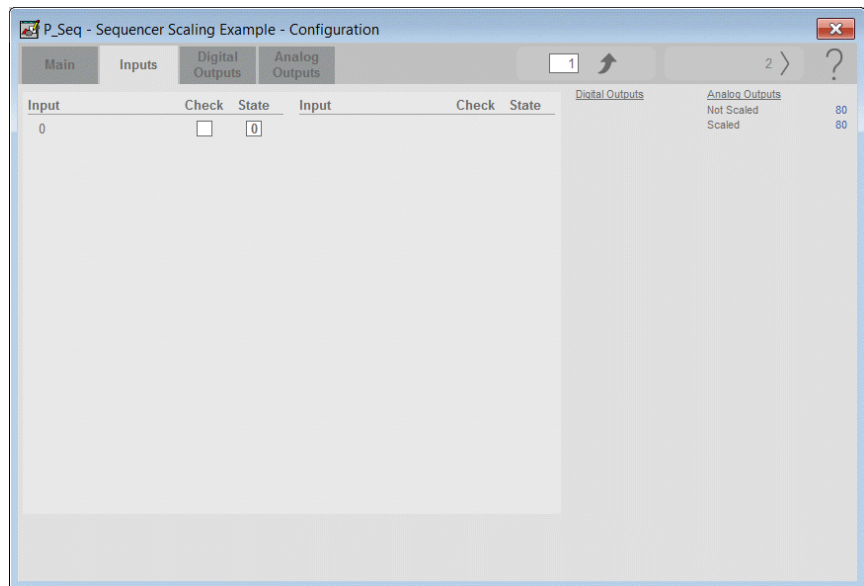 P_Seq - Sequencer Scaling Example - Configuration
Main
Inputs
Digital Outputs
Analog Outputs
1
2
?
Input Check State Input Check State
0 0
Digital Outputs
Analog Outputs
Not Scaled 80
Scaled 80